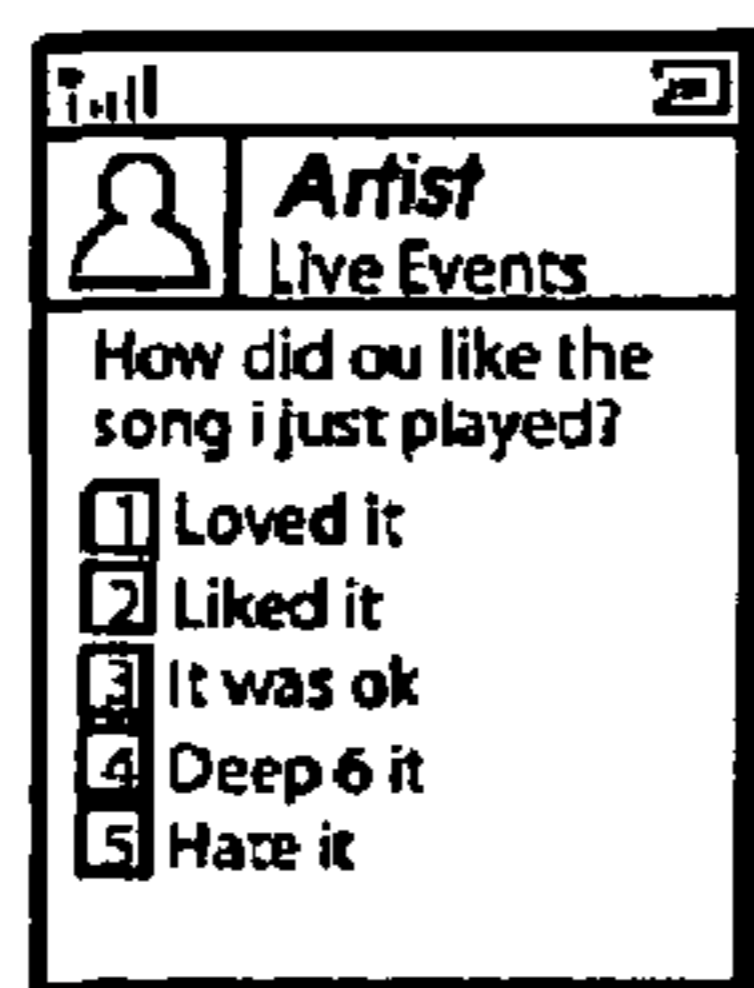 Artist
Live Events
How did ou like the
song i just played?
1 Loved it
2 Liked it
3 It was ok
4 Deep 6 it
5 Hate it